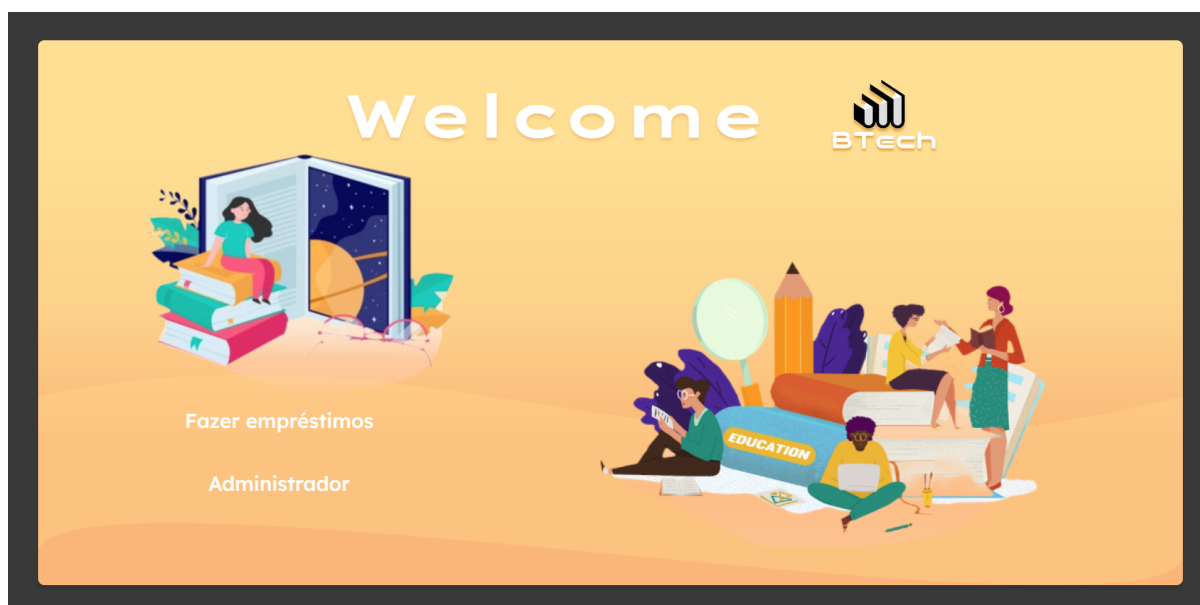 Welcome
BTech
EDUCATION
Fazer empréstimos
Administrador